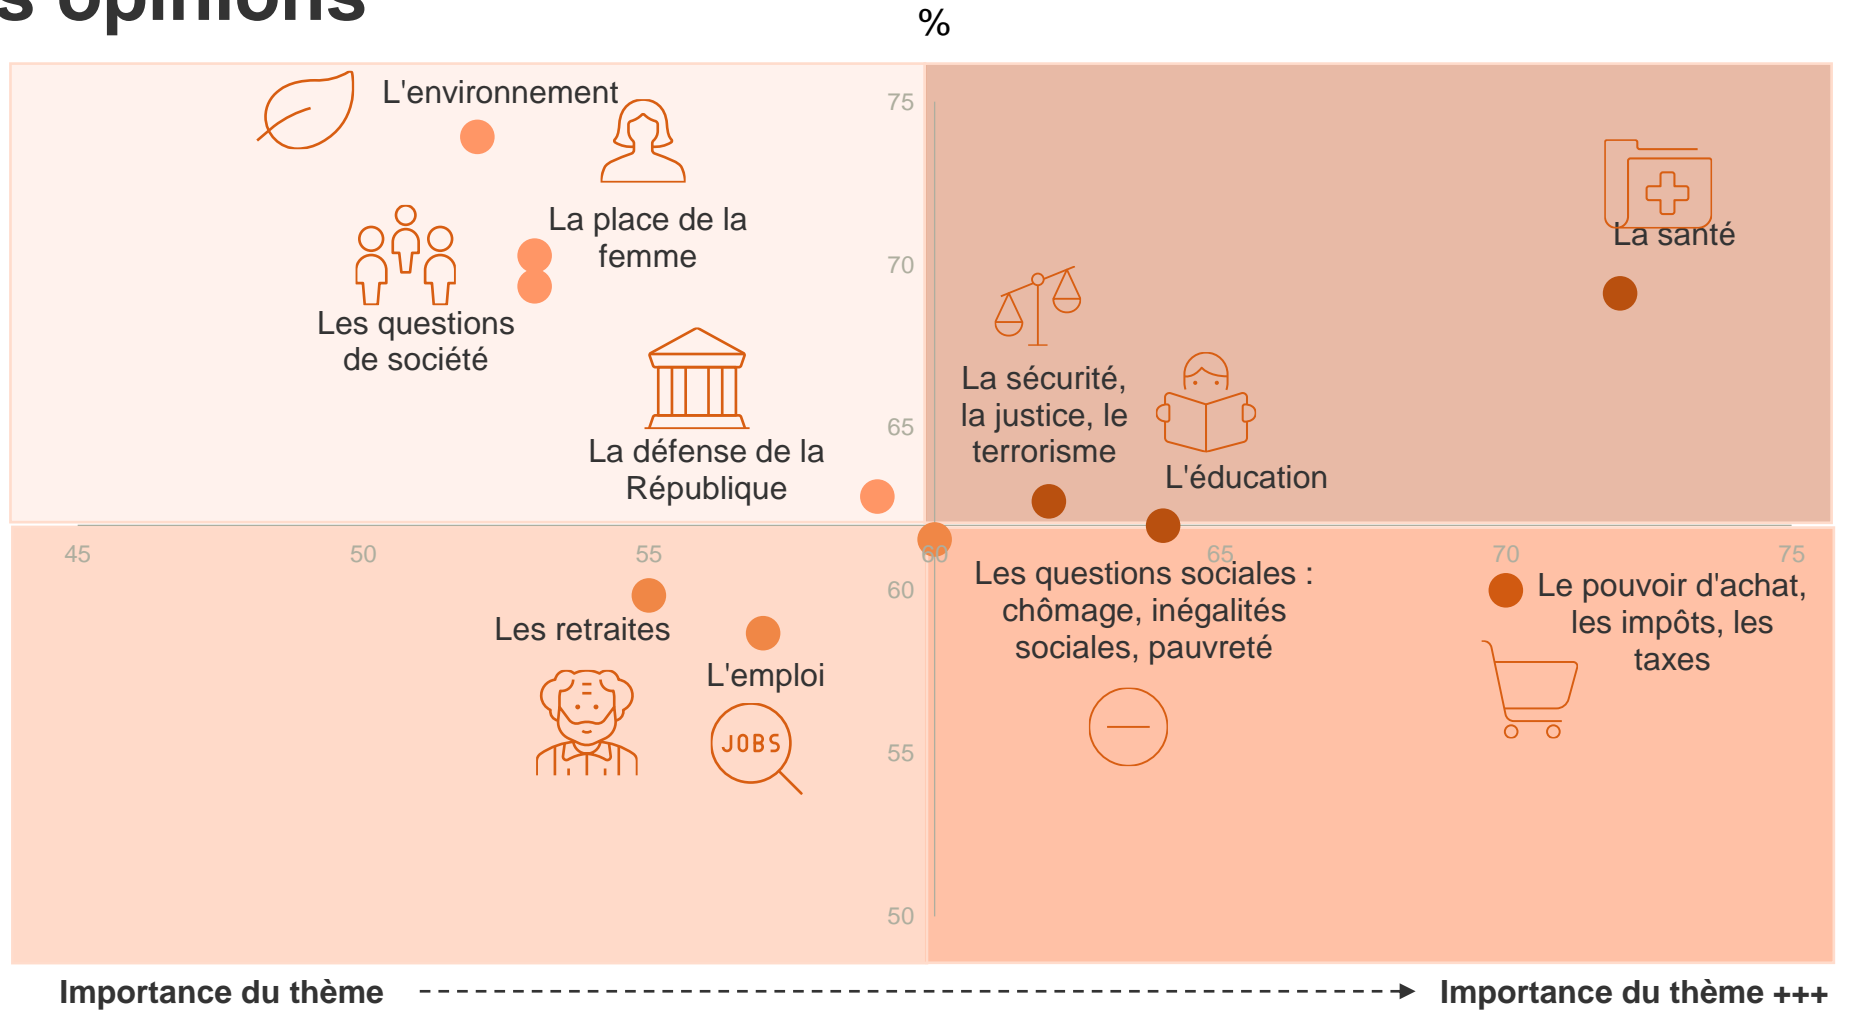 s opinions
%
L'environnement
75
La place de la
femme
La santé
70
Les questions
de société
La sécurité,
la justice, le
terrorisme
65
La défense de la
République
L'éducation
45
50
55
60
65
70
75
60
Les questions sociales :
chômage, inégalités
sociales, pauvreté
Le pouvoir d'achat,
les impôts, les
taxes
Les retraites
L'emploi
JOBS
55
50
Importance du thème
Importance du thème +++